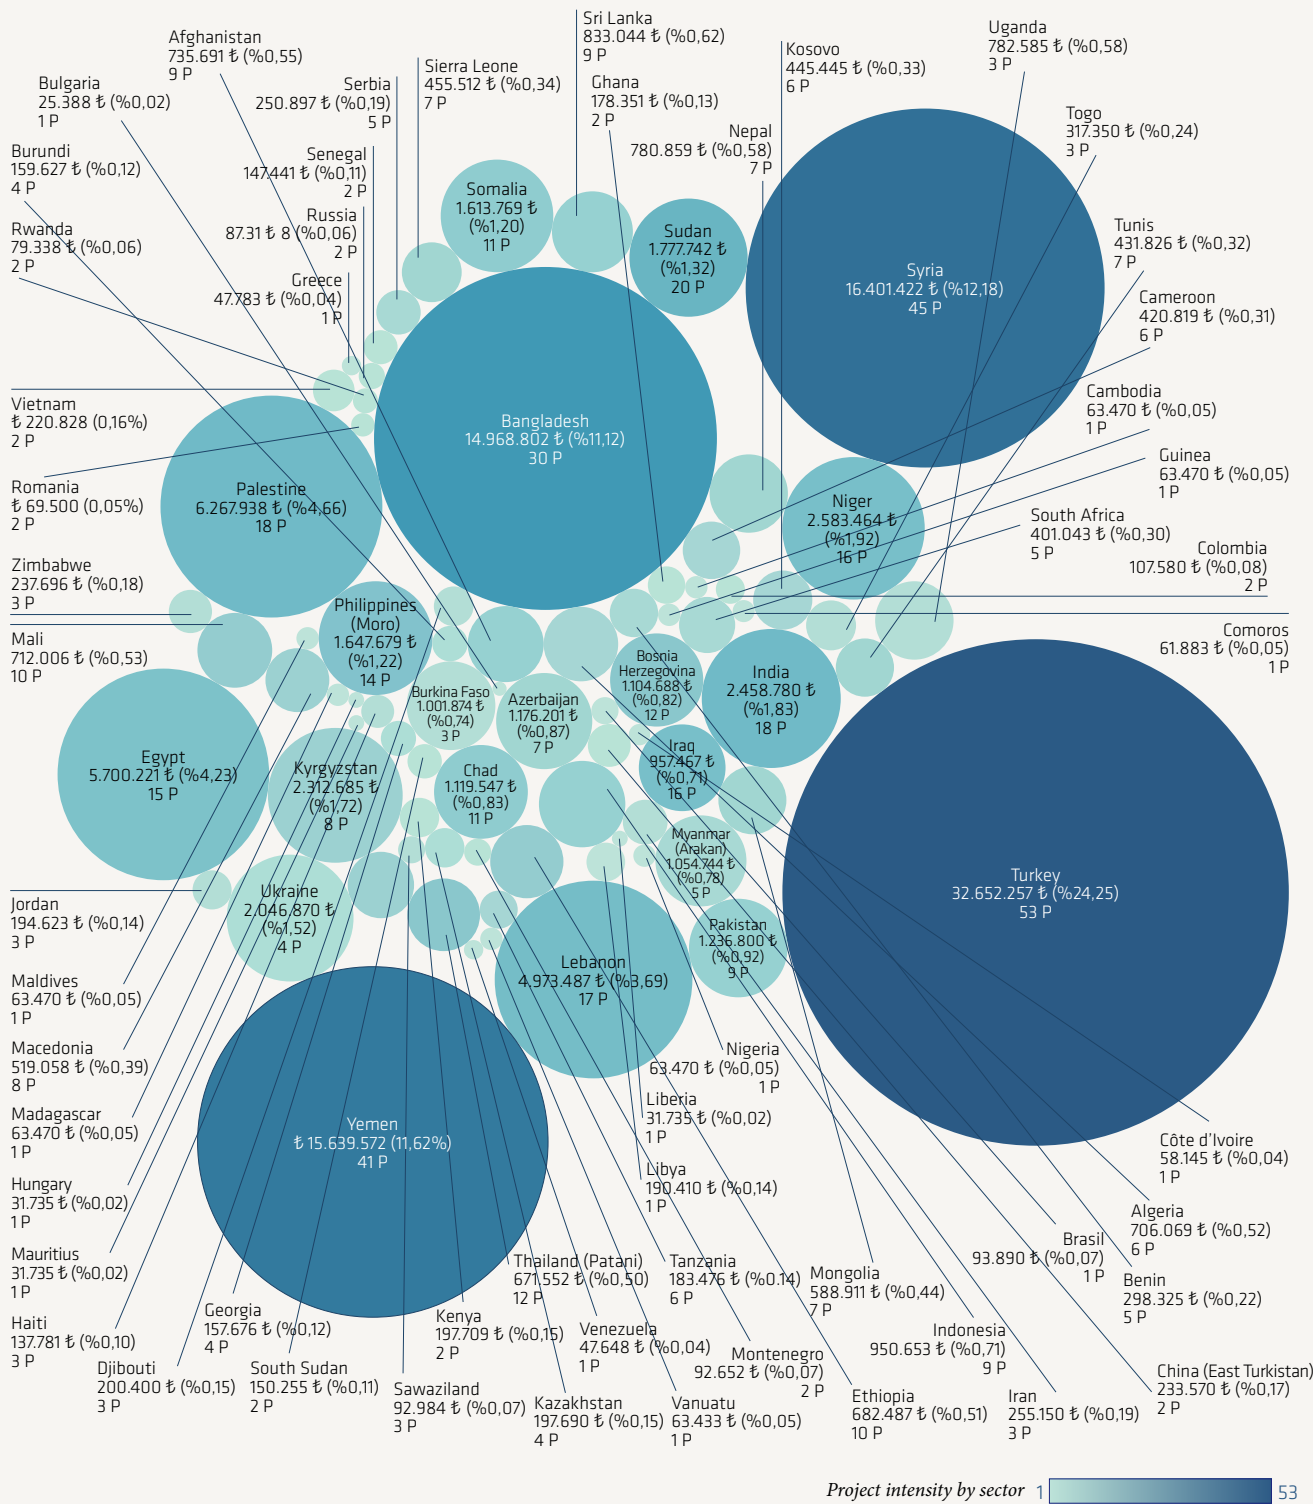 Sri Lanka
833.044 ₺ (%0,62)
9 P
Uganda
782.585 ₺ (%0,58)
3 P
Afghanistan
735.691 ₺ (%0,55)
9 P
Kosovo
445.445 ₺ (%0,33)
6 P
Sierra Leone
455.512 ₺ (%0,34)
7 P
Bulgaria
25.388 ₺ (%0,02)
1 P
Serbia
250.897 ₺ (%0,19)
5 P
Ghana
178.351 ₺ (%0,13)
2 P
Togo
317.350 ₺ (%0,24)
3 P
Nepal
780.859 ₺ (%0,58)
7 P
Burundi
159.627 ₺ (%0,12)
4 P
Senegal
147.441 ₺ (%0,11)
2 P
Somalia
1.613.769 ₺
(%1,20)
11 P
Russia
87.31 ₺ 8 (%0,06)
2 P
Rwanda
79.338 ₺ (%0,06)
2 P
Sudan
1.777.742 ₺
(%1,32)
20 P
Tunis
431.826 ₺ (%0,32)
7 P
Syria
16.401.422 ₺ (%12,18)
45 P
Greece
47.783 ₺ (%0,04)
1 P
Cameroon
420.819 ₺ (%0,31)
6 P
Cambodia
63.470 ₺ (%0,05)
1 P
Vietnam
₺ 220.828 (0,16%)
2 P
Bangladesh
14.968.802 ₺ (%11,12)
30 P
Guinea
63.470 ₺ (%0,05)
1 P
Romania
₺ 69.500 (0,05%)
2 P
Palestine
6.267.938 ₺ (%4,66)
18 P
Niger
2.583.464 ₺
(%1,92)
16 P
South Africa
401.043 ₺ (%0,30)
5 P
Colombia
107.580 ₺ (%0,08)
2 P
Zimbabwe
237.696 ₺ (%0,18)
3 P
Philippines
(Moro)
1.647.679 ₺
(%1,22)
14 P
Mali
712.006 ₺ (%0,53)
10 P
Comoros
61.883 ₺ (%0,05)
1 P
Bosnia
Herzegovina
1.104.688 ₺
(%0,82)
12 P
India
2.458.780 ₺
(%1,83)
18 P
Burkina Faso
1.001.874 ₺
(%0,74)
3 P
Azerbaijan
1.176.201 ₺
(%0,87)
7 P
Egypt
5.700.221 ₺ (%4,23)
15 P
Kyrgyzstan
2.312.685 ₺
(%1,72)
8 P
Chad
1.119.547 ₺
(%0,83)
11 P
Iraq
957.467 ₺
(%0,71)
16 P
Myanmar
(Arakan)
1.054.744 ₺
(%0,78)
5 P
Turkey
32.652.257 ₺ (%24,25)
53 P
Ukraine
2.046.870 ₺
(%1,52)
4 P
Jordan
194.623 ₺ (%0,14)
3 P
Pakistan
1.236.800 ₺
(%0,92)
9 P
Lebanon
4.973.487 ₺ (%3,69)
17 P
Maldives
63.470 ₺ (%0,05)
1 P
Macedonia
519.058 ₺ (%0,39)
8 P
Nigeria
63.470 ₺ (%0,05)
1 P
Liberia
31.735 ₺ (%0,02)
1 P
Madagascar
63.470 ₺ (%0,05)
1 P
Yemen
₺ 15.639.572 (11,62%)
41 P
Côte d'Ivoire
58.145 ₺ (%0,04)
1 P
Libya
190.410 ₺ (%0,14)
1 P
Hungary
31.735 ₺ (%0,02)
1 P
Algeria
706.069 ₺ (%0,52)
6 P
Brasil
93.890 ₺ (%0,07)
1 P
Mauritius
31.735 ₺ (%0,02)
1 P
Thailand (Patani)
671.552 ₺ (%0,50)
12 P
Tanzania
183.476 ₺ (%0.14)
6 P
Mongolia
588.911 ₺ (%0,44)
7 P
Benin
298.325 ₺ (%0,22)
5 P
Haiti
137.781 ₺ (%0,10)
3 P
Georgia
157.676 ₺ (%0,12)
4 P
Kenya
197.709 ₺ (%0,15)
2 P
Venezuela
47.648 ₺ (%0,04)
1 P
Indonesia
950.653 ₺ (%0,71)
9 P
Montenegro
92.652 ₺ (%0,07)
2 P
Djibouti
200.400 ₺ (%0,15)
3 P
South Sudan
150.255 ₺ (%0,11)
2 P
China (East Turkistan)
233.570 ₺ (%0,17)
2 P
Sawaziland
92.984 ₺ (%0,07)
3 P
Kazakhstan
197.690 ₺ (%0,15)
4 P
Vanuatu
63.433 ₺ (%0,05)
1 P
Ethiopia
682.487 ₺ (%0,51)
10 P
Iran
255.150 ₺ (%0,19)
3 P
Project intensity by sector 1 53